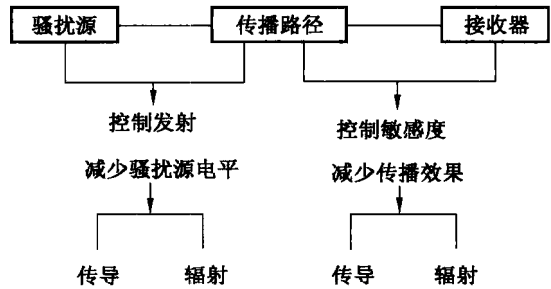 骚扰源 传播路径 接收器
控制发射 控制敏感度
减少骚扰源电平 减少传播效果
传导 辐射 传导 辐射